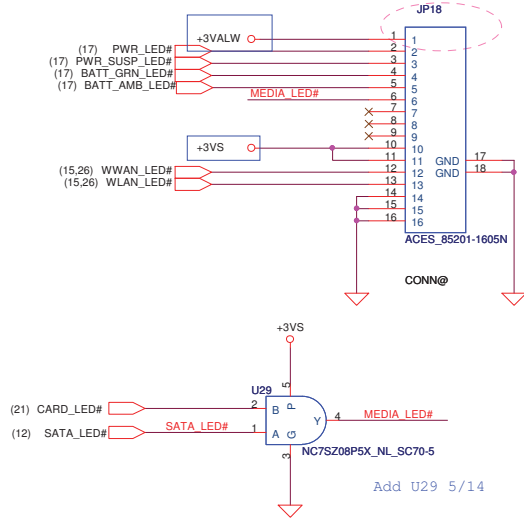 JP18
+3VALW 1 1
(17) PWR_LED# 2 2
(17) PWR_SUSP_LED# 3 3
(17) BATT_GRN_LED# 4 4
(17) BATT_AMB_LED# 5 5
MEDIA_LED# 6 6
7 7
8 8
9 9
+3VS 10 10
11 11 GND 17
(15,26) WWAN_LED# 12 12 GND 18
(15,26) WLAN_LED# 13 13
14 14
15 15
16 16
ACES_85201-1605N
CONN@
+3VS
U29 5
(21) CARD_LED# 2 B P
Y 4 MEDIA_LED#
(12) SATA_LED# SATA_LED# 1 A G
3 NC7SZ08P5X_NL_SC70-5
Add U29 5/14